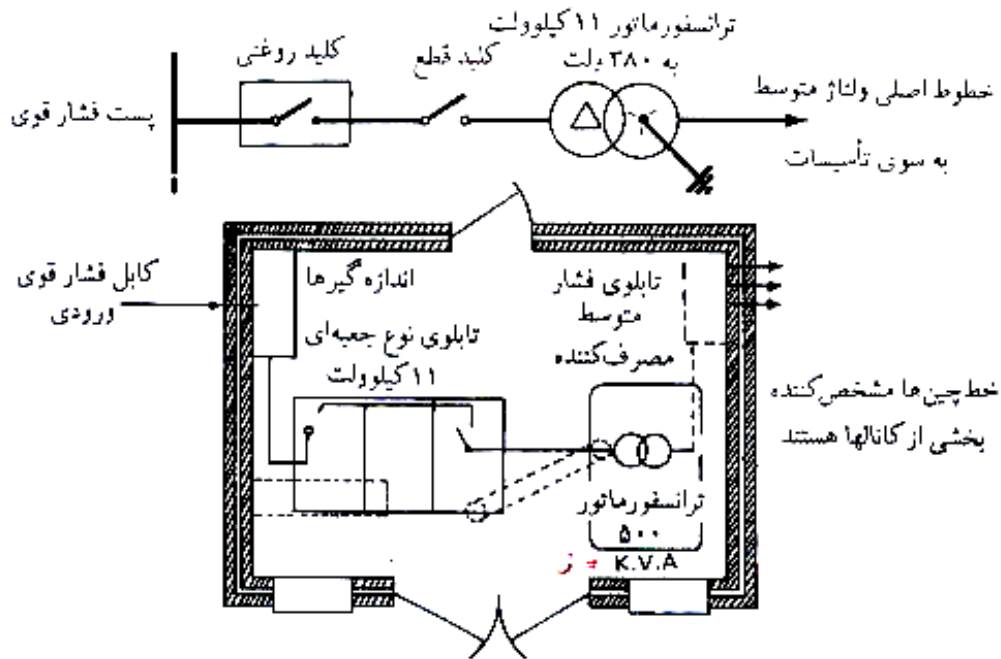 ترانسفورماتور ۱۱ کیلوولت
به ۳۸۰ ولت
کلید قطع
کلید روغنی
پست فشار قوی
خطوط اصلی ولتاژ متوسط
به سوی تأسیسات
کابل فشار قوی
ورودی
اندازه گیرها
تابلوی نوع جعبه‌ای
۱۱ کیلوولت
تابلوی فشار
متوسط
مصرف‌کننده
خط‌چین‌ها مشخص‌کننده
بخشی از کانالها هستند
ترانسفورماتور
۵۰۰
K.V.A